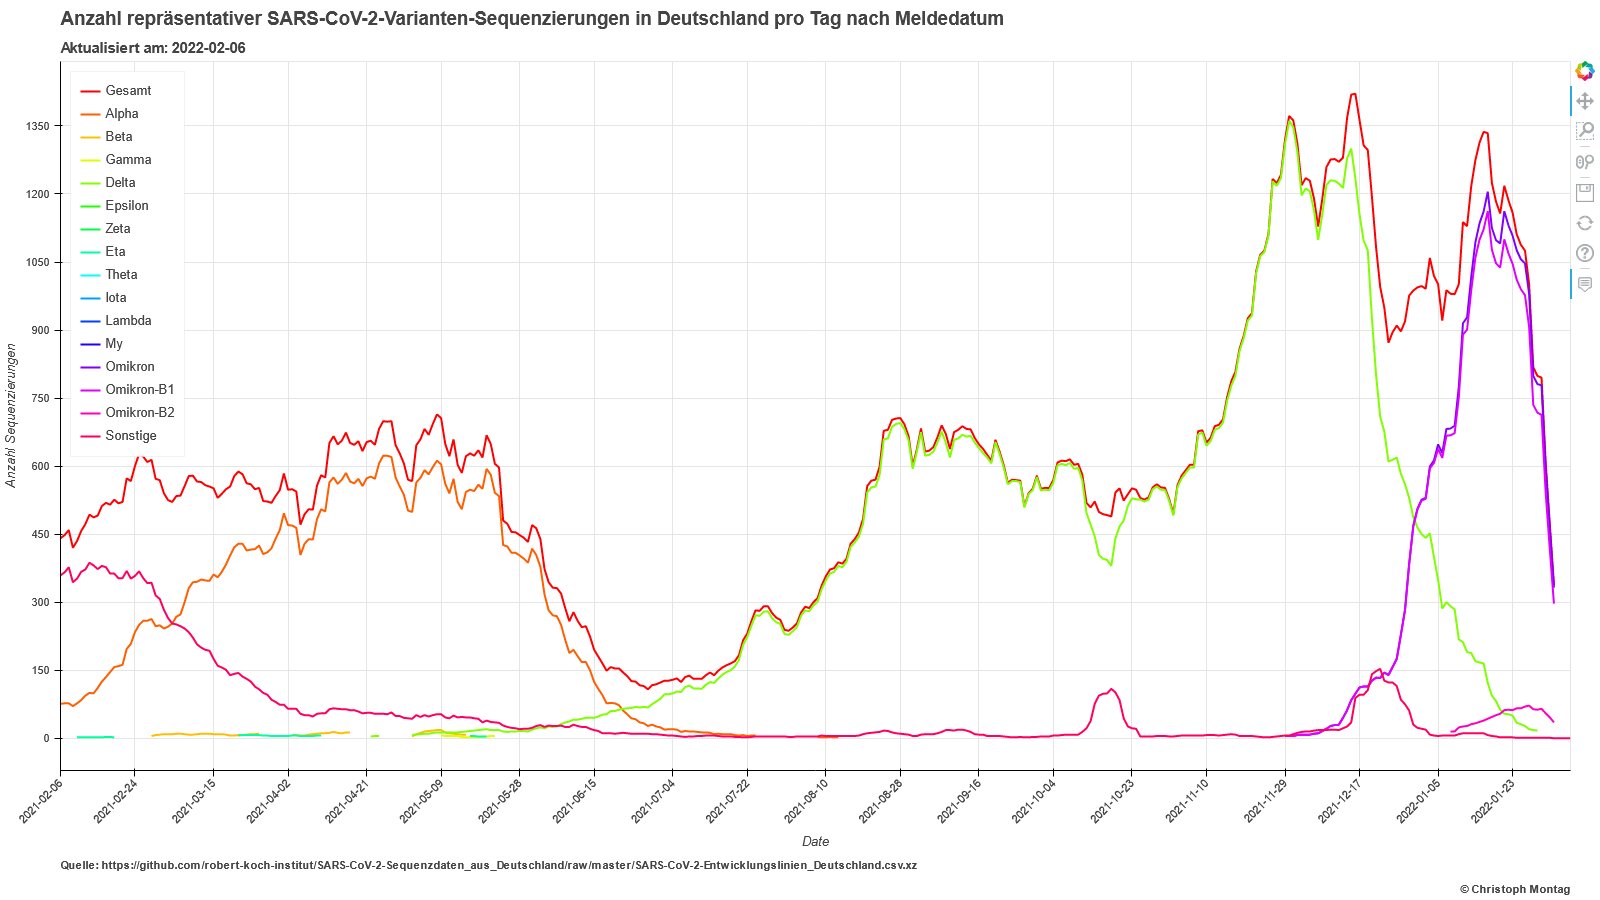 Anzahl repräsentativer SARS-CoV-2-Varianten-Sequenzierungen in Deutschland pro Tag nach Meldedatum
Aktualisiert am: 2022-02-06
Gesamt
Alpha
Beta
Gamma
Delta
Epsilon
Zeta
Eta
Theta
Iota
Lambda
My
Omikron
Omikron-B1
Omikron-B2
Sonstige
Anzahl Sequenzierungen
1350
1200
1050
900
750
600
450
300
150
0
2021-02-06
2021-02-24
2021-03-15
2021-04-02
2021-04-21
2021-05-09
2021-05-28
2021-06-15
2021-07-04
2021-07-22
2021-08-10
2021-08-28
2021-09-16
2021-10-04
2021-10-23
2021-11-10
2021-11-29
2021-12-17
2022-01-05
2022-01-23
Date
Quelle: https://github.com/robert-koch-institut/SARS-CoV-2-Sequenzdaten_aus_Deutschland/raw/master/SARS-CoV-2-Entwicklungslinien_Deutschland.csv.xz
© Christoph Montag